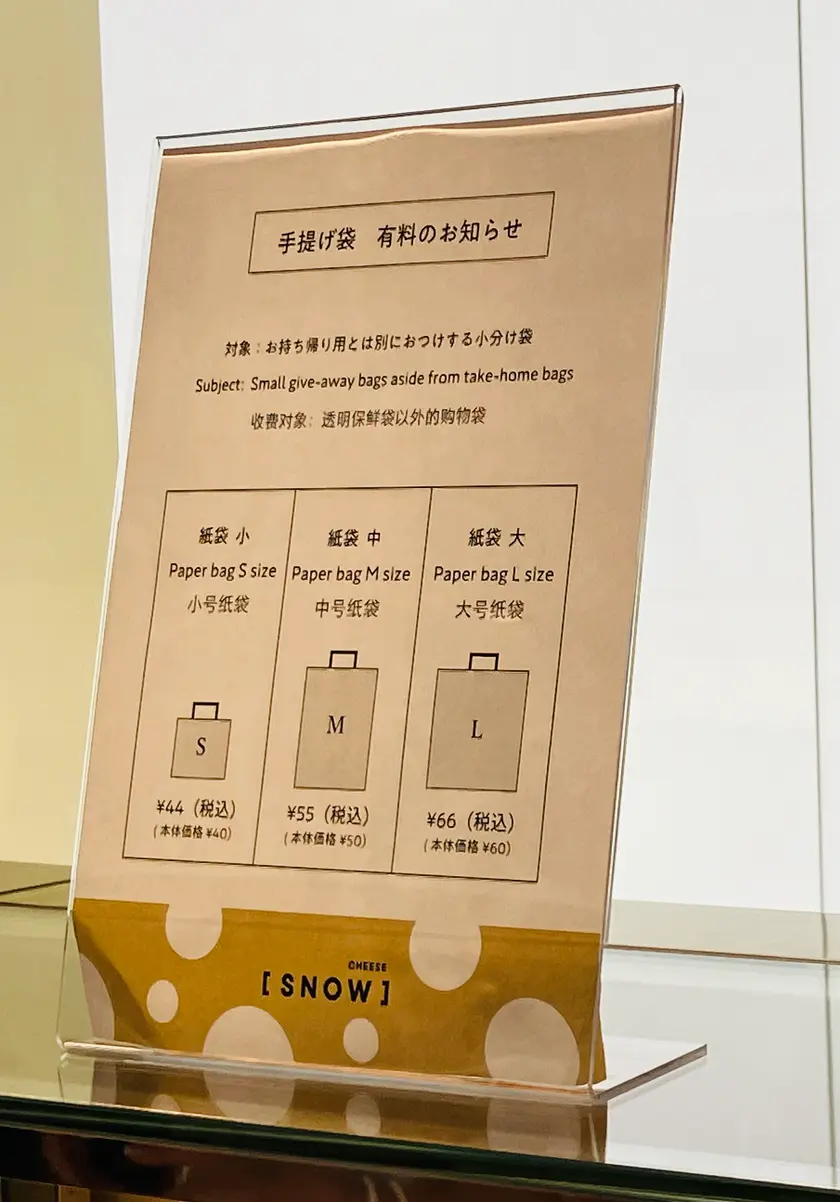 手提げ袋　有料のお知らせ
対象：お持ち帰り用とは別におつけする小分け袋
Subject: Small give-away bags aside from take-home bags
收费对象：透明保鲜袋以外的购物袋
紙袋 小
Paper bag S size
小号纸袋
S
¥44（税込）
（本体価格 ¥40）
紙袋 中
Paper bag M size
中号纸袋
M
¥55（税込）
（本体価格 ¥50）
紙袋 大
Paper bag L size
大号纸袋
L
¥66（税込）
（本体価格 ¥60）
CHEESE
[ SNOW ]